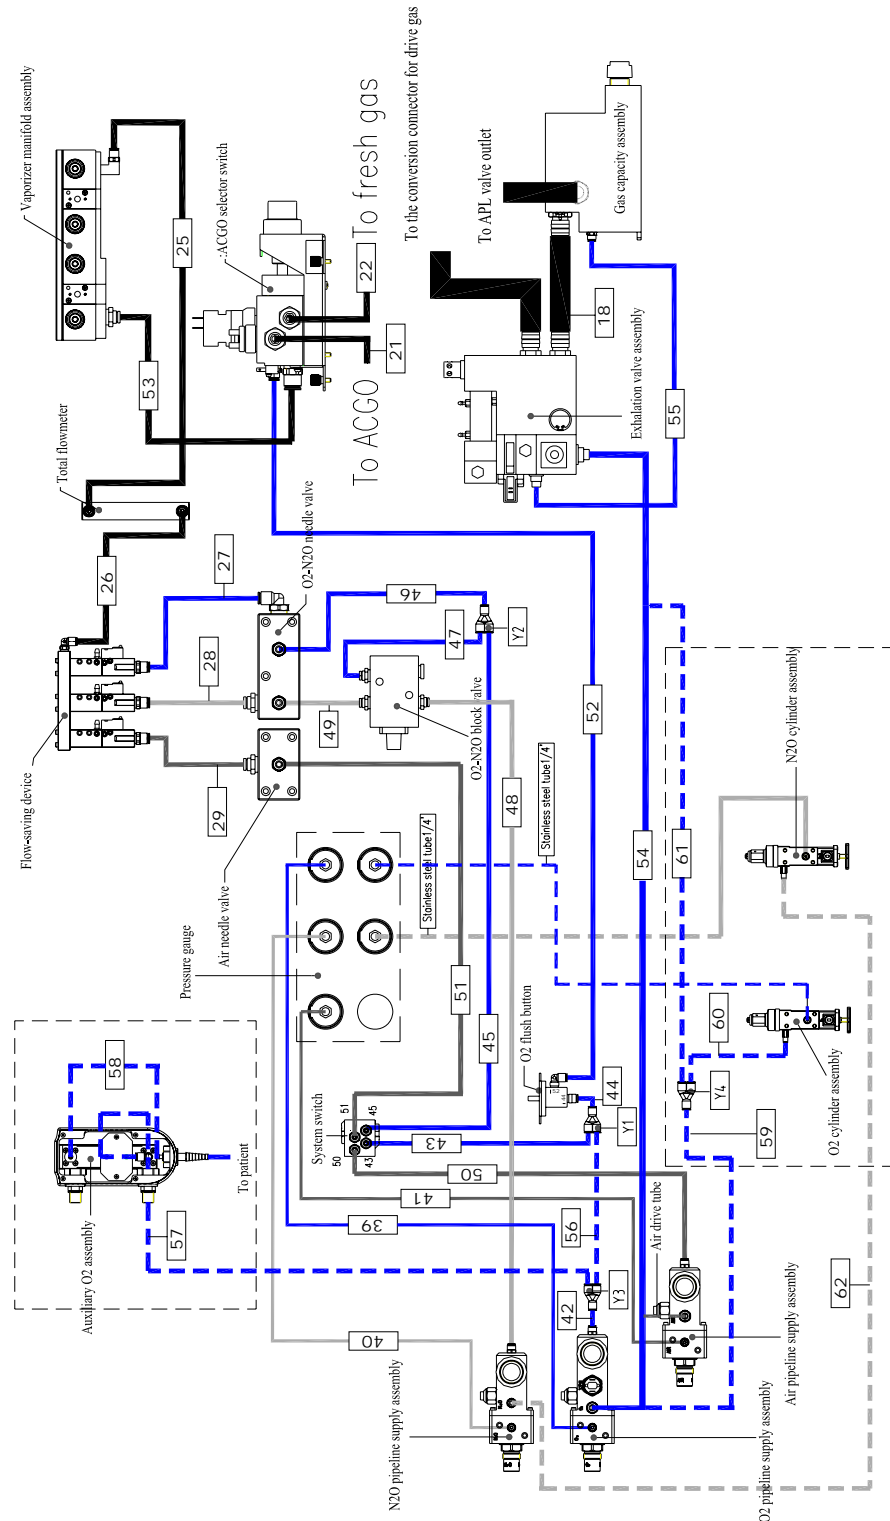 Vaporizer manifold assembly
25
:ACGO selector switch
To fresh gas
To the conversion connector for drive gas
To APL valve outlet
Gas capacity assembly
53
22
21
To ACGO
18
Exhalation valve assembly
55
Total flowmeter
26
27
O2-N2O needle valve
46
Y2
47
28
49
O2-N2O block valve
52
Flow-saving device
29
Air needle valve
Stainless steel tube1/4"
Stainless steel tube1/4"
48
54
61
N2O cylinder assembly
Pressure gauge
51
45
O2 flush button
52
44
44
Y1
60
Y4
59
O2 cylinder assembly
58
To patient
Auxiliary O2 assembly
57
System switch
51
45
50
43
43
50
41
39
56
Air drive tube
Y3
42
40
62
N2O pipeline supply assembly
O2 pipeline supply assembly
Air pipeline supply assembly